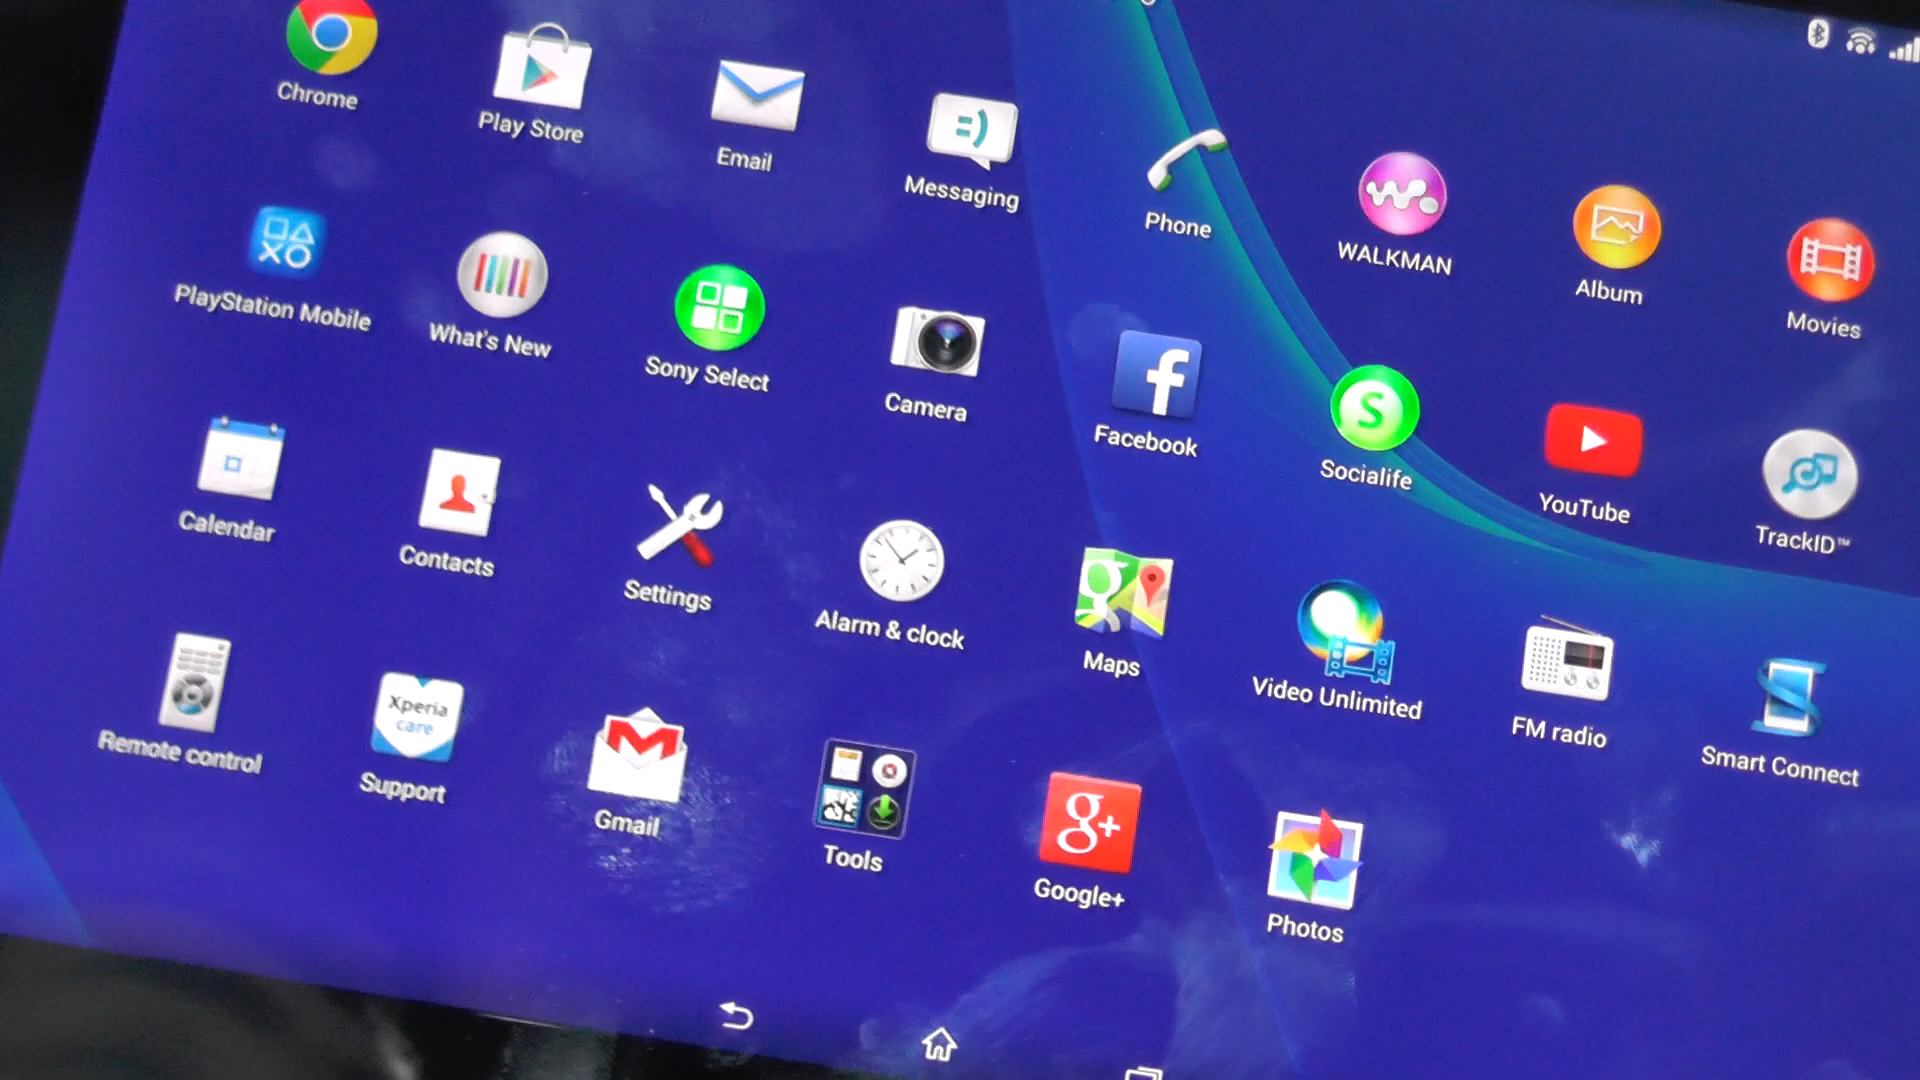 Chrome
Play Store
Email
Messaging
Phone
WALKMAN
Album
Movies
PlayStation Mobile
What's New
Sony Select
Camera
Facebook
Socialife
YouTube
TrackID™
Calendar
Contacts
Settings
Alarm & clock
Maps
Video Unlimited
FM radio
Smart Connect
Remote control
Xperia
care
Support
Gmail
Tools
g+
Google+
Photos